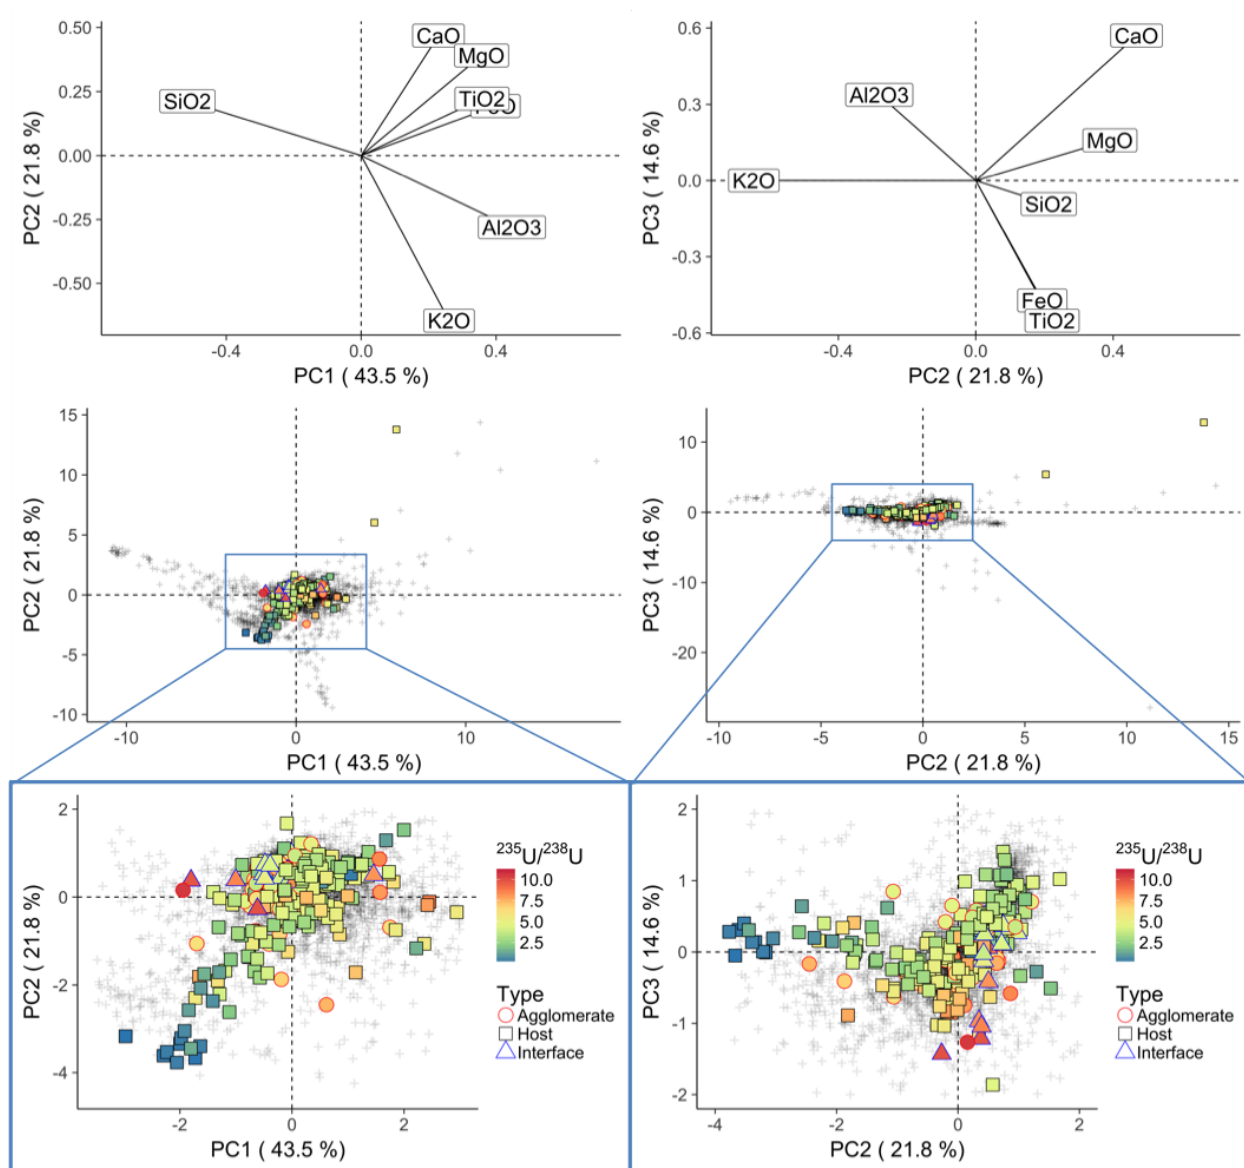 0.50
0.25
0.00
-0.25
-0.50
PC2 ( 21.8 %)
CaO
MgO
TiO2
SiO2
Al2O3
K2O
-0.4
0.0
0.4
PC1 ( 43.5 %)
0.6
0.3
0.0
-0.3
-0.6
PC3 ( 14.6 %)
CaO
Al2O3
MgO
K2O
SiO2
FeO
TiO2
-0.4
0.0
0.4
PC2 ( 21.8 %)
15
10
5
0
-5
-10
PC2 ( 21.8 %)
-10
0
10
PC1 ( 43.5 %)
10
0
-10
-20
PC3 ( 14.6 %)
-10
-5
0
5
10
15
PC2 ( 21.8 %)
2
0
-2
-4
PC2 ( 21.8 %)
-2
0
2
PC1 ( 43.5 %)
235U/238U
10.0
7.5
5.0
2.5
Type
Agglomerate
Host
Interface
2
1
0
-1
-2
PC3 ( 14.6 %)
-4
-2
0
2
PC2 ( 21.8 %)
235U/238U
10.0
7.5
5.0
2.5
Type
Agglomerate
Host
Interface